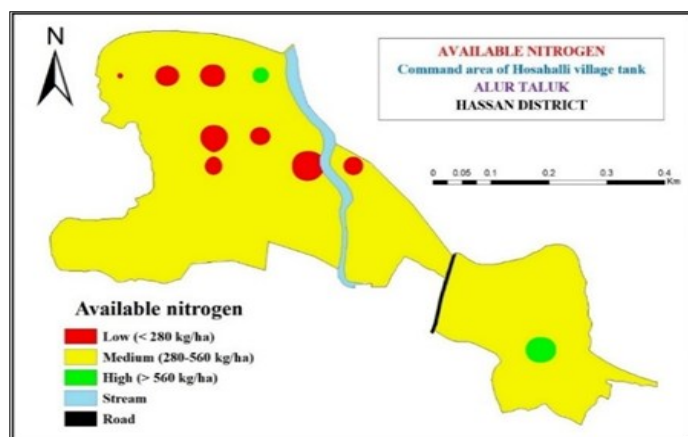 N
AVAILABLE NITROGEN
Command area of Hosahalli village tank
ALUR TALUK
HASSAN DISTRICT
0 0.05 0.1 0.2 0.3 0.4
Km
Available nitrogen
Low (< 280 kg/ha)
Medium (280-560 kg/ha)
High (> 560 kg/ha)
Stream
Road